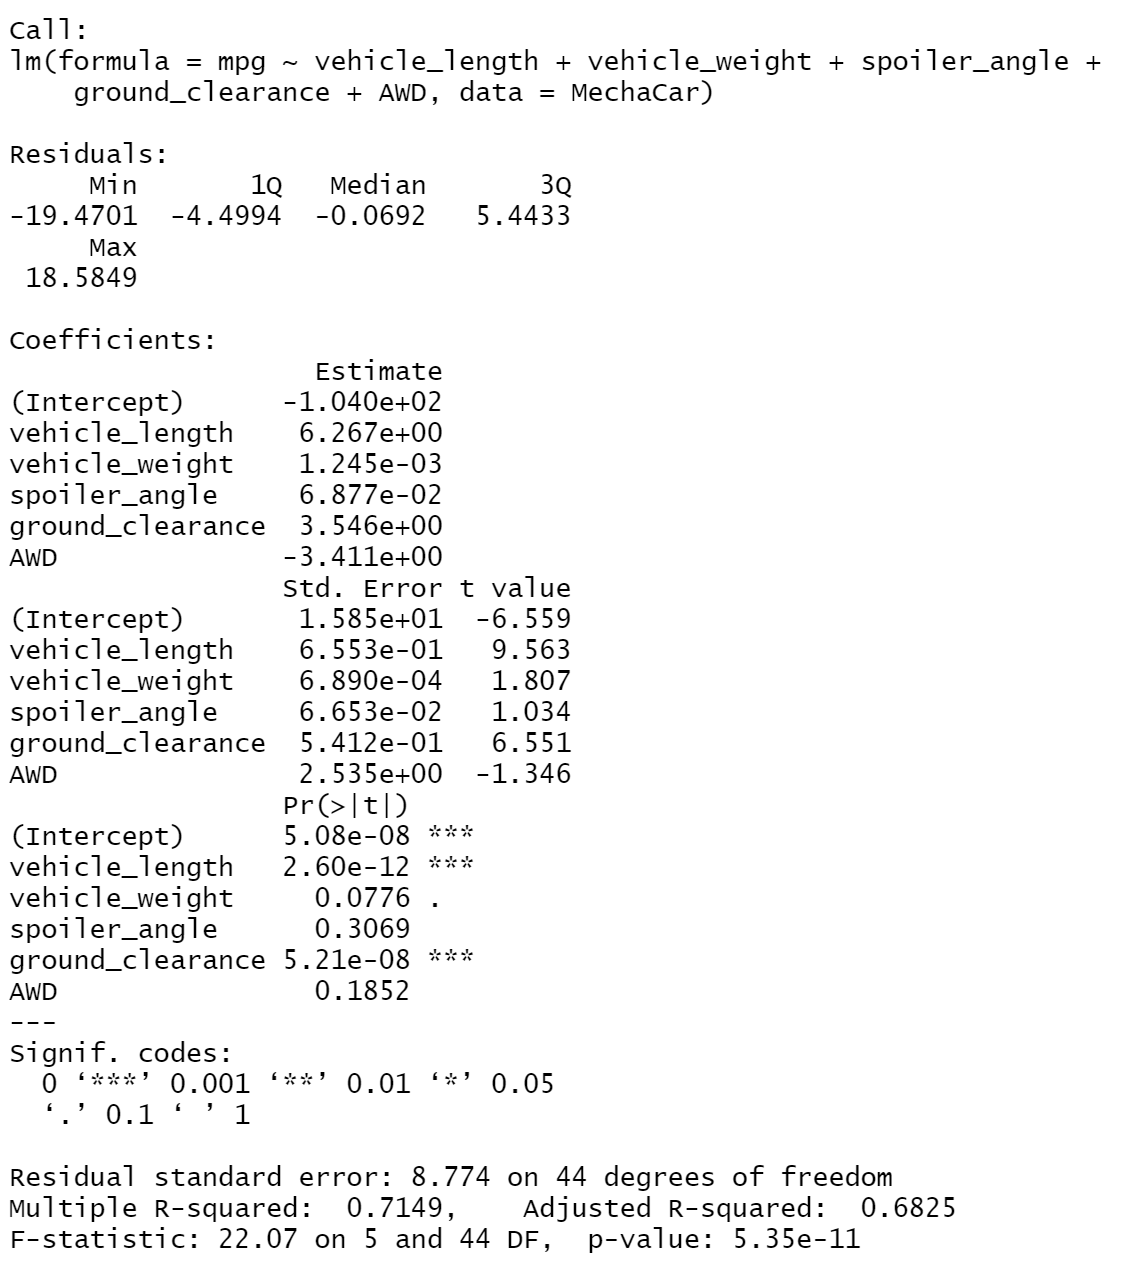 Call:
lm(formula = mpg ~ vehicle_length + vehicle_weight + spoiler_angle +
    ground_clearance + AWD, data = MechaCar)

Residuals:
     Min       1Q   Median       3Q
-19.4701  -4.4994  -0.0692   5.4433
     Max
 18.5849

Coefficients:
                   Estimate
(Intercept)      -1.040e+02
vehicle_length    6.267e+00
vehicle_weight    1.245e-03
spoiler_angle     6.877e-02
ground_clearance  3.546e+00
AWD              -3.411e+00
                 Std. Error t value
(Intercept)       1.585e+01  -6.559
vehicle_length    6.553e-01   9.563
vehicle_weight    6.890e-04   1.807
spoiler_angle     6.653e-02   1.034
ground_clearance  5.412e-01   6.551
AWD               2.535e+00  -1.346
                 Pr(>|t|)
(Intercept)      5.08e-08 ***
vehicle_length   2.60e-12 ***
vehicle_weight     0.0776 .
spoiler_angle      0.3069
ground_clearance 5.21e-08 ***
AWD                0.1852
---
Signif. codes:
  0 ‘***’ 0.001 ‘**’ 0.01 ‘*’ 0.05
  ‘.’ 0.1 ‘ ’ 1

Residual standard error: 8.774 on 44 degrees of freedom
Multiple R-squared:  0.7149,    Adjusted R-squared:  0.6825
F-statistic: 22.07 on 5 and 44 DF,  p-value: 5.35e-11